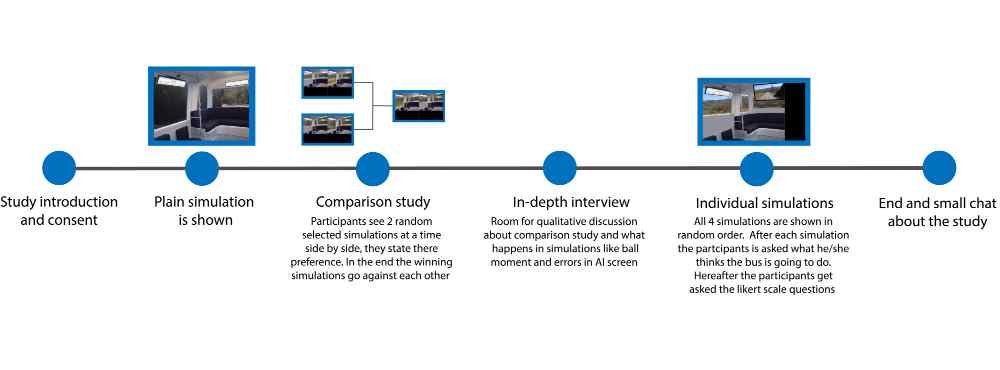 Study introduction
and consent
Plain simulation
is shown
Comparison study
Participants see 2 random
selected simulations at a time
side by side, they state there
preference. In the end the winning
simulations go against each other
In-depth interview
Room for qualitative discussion
about comparison study and what
happens in simulations like ball
moment and errors in AI screen
Individual simulations
All 4 simulations are shown in
random order. After each simulation
the partcipants is asked what he/she
thinks the bus is going to do.
Hereafter the participants get
asked the likert scale questions
End and small chat
about the study